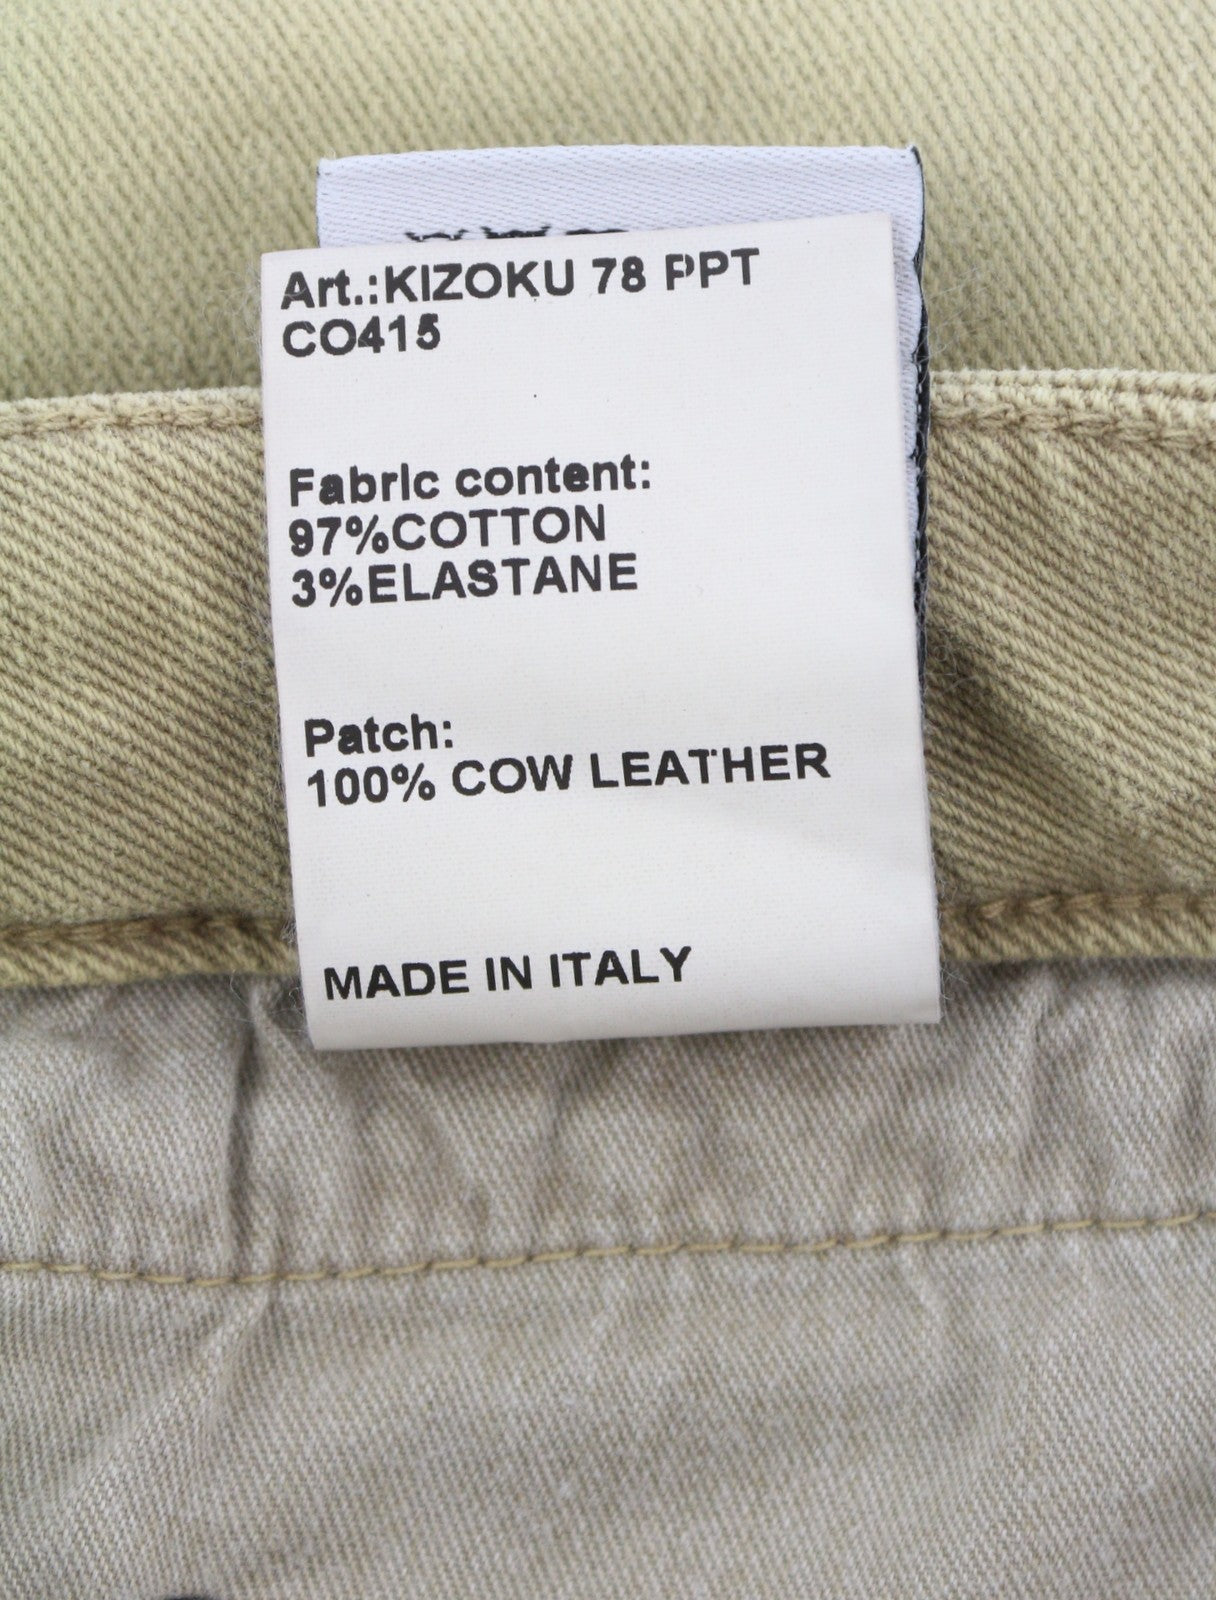 Art.:KIZOKU 78 PPT
CO415
Fabric content:
97%COTTON
3%ELASTANE
Patch:
100% COW LEATHER
MADE IN ITALY